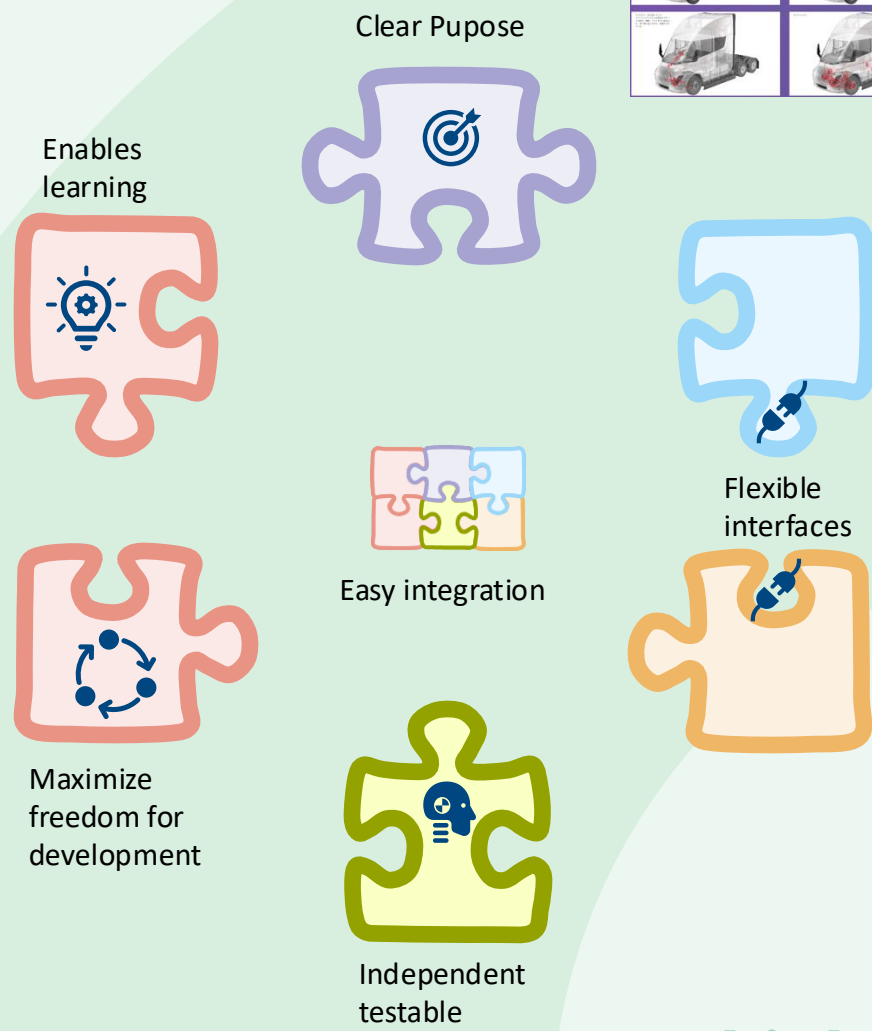 Clear Pupose
Enables
learning
Flexible
interfaces
Easy integration
Maximize
freedom for
development
Independent
testable